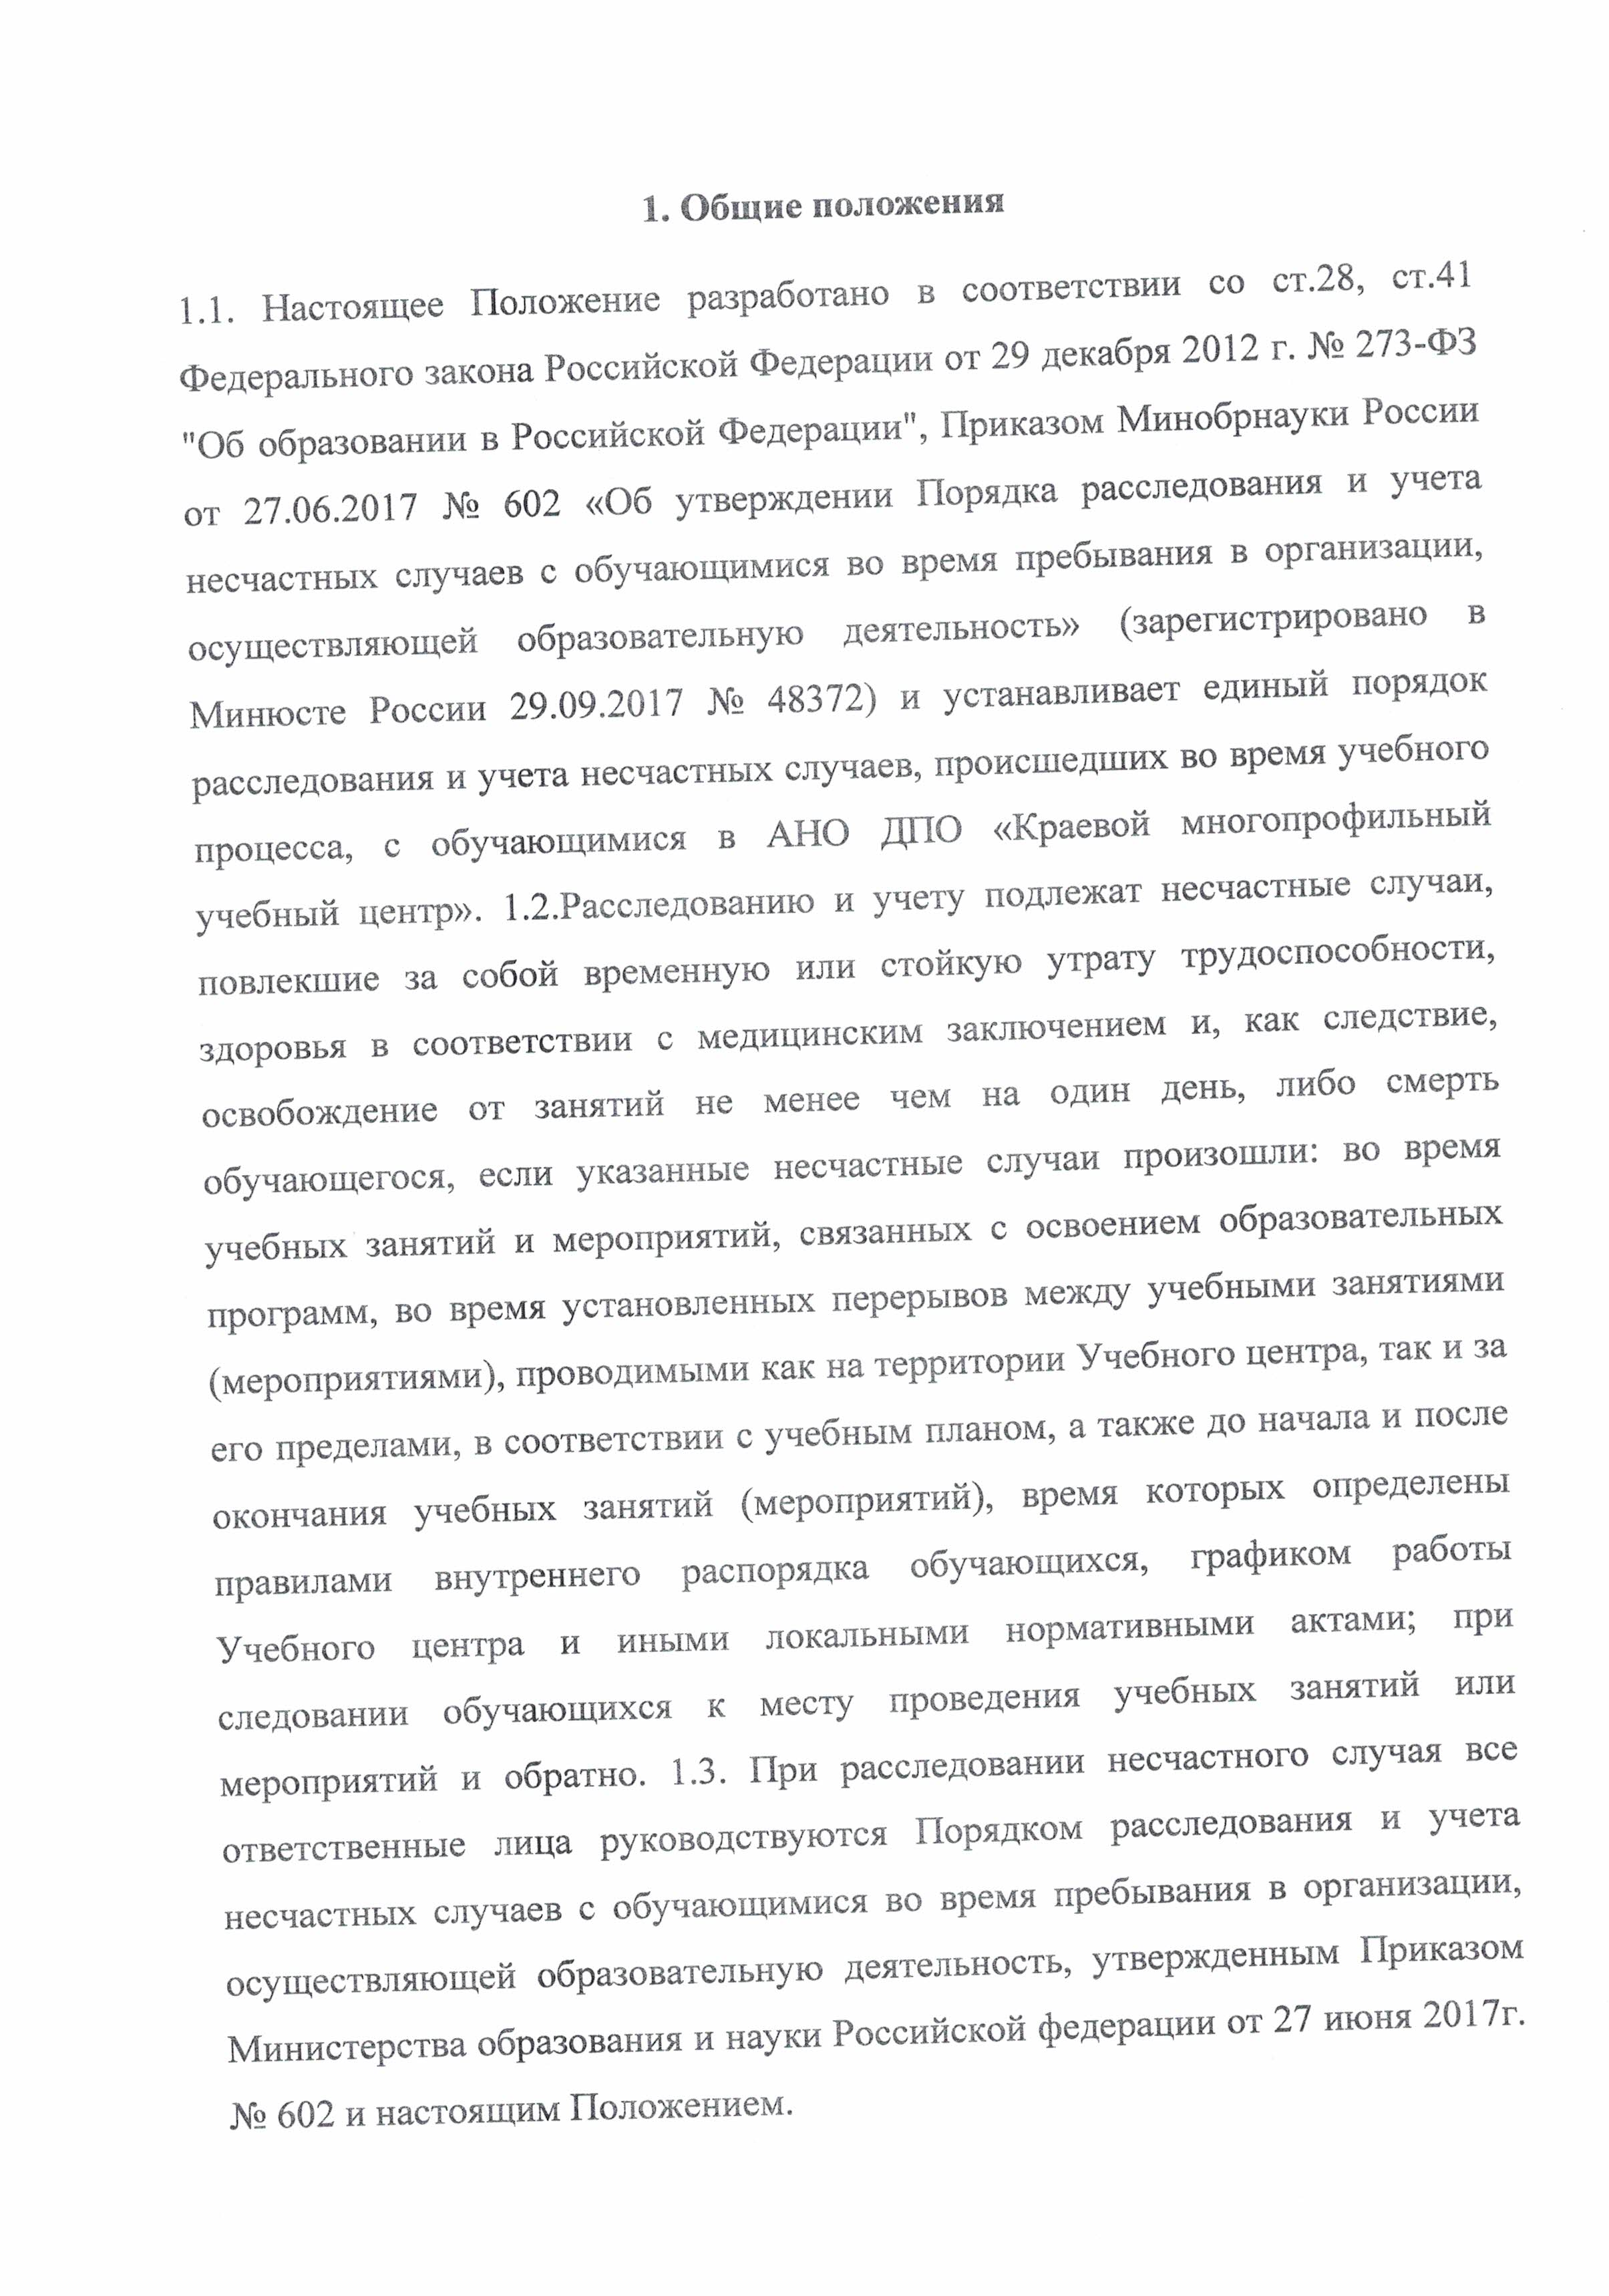 1. Общие положения
1.1. Настоящее Положение разработано в соответствии со ст.28, ст.41
Федерального закона Российской Федерации от 29 декабря 2012 г. № 273-ФЗ
"Об образовании в Российской Федерации", Приказом Минобрнауки России
от 27.06.2017 № 602 «Об утверждении Порядка расследования и учета
несчастных случаев с обучающимися во время пребывания в организации,
осуществляющей образовательную деятельность» (зарегистрировано в
Минюсте России 29.09.2017 № 48372) и устанавливает единый порядок
расследования и учета несчастных случаев, происшедших во время учебного
процесса, с обучающимися в АНО ДПО «Краевой многопрофильный
учебный центр». 1.2.Расследованию и учету подлежат несчастные случаи,
повлекшие за собой временную или стойкую утрату трудоспособности,
здоровья в соответствии с медицинским заключением и, как следствие,
освобождение от занятий не менее чем на один день, либо смерть
обучающегося, если указанные несчастные случаи произошли: во время
учебных занятий и мероприятий, связанных с освоением образовательных
программ, во время установленных перерывов между учебными занятиями
(мероприятиями), проводимыми как на территории Учебного центра, так и за
его пределами, в соответствии с учебным планом, а также до начала и после
окончания учебных занятий (мероприятий), время которых определены
правилами внутреннего распорядка обучающихся, графиком работы
Учебного центра и иными локальными нормативными актами; при
следовании обучающихся к месту проведения учебных занятий или
мероприятий и обратно. 1.3. При расследовании несчастного случая все
ответственные лица руководствуются Порядком расследования и учета
несчастных случаев с обучающимися во время пребывания в организации,
осуществляющей образовательную деятельность, утвержденным Приказом
Министерства образования и науки Российской федерации от 27 июня 2017г.
№ 602 и настоящим Положением.